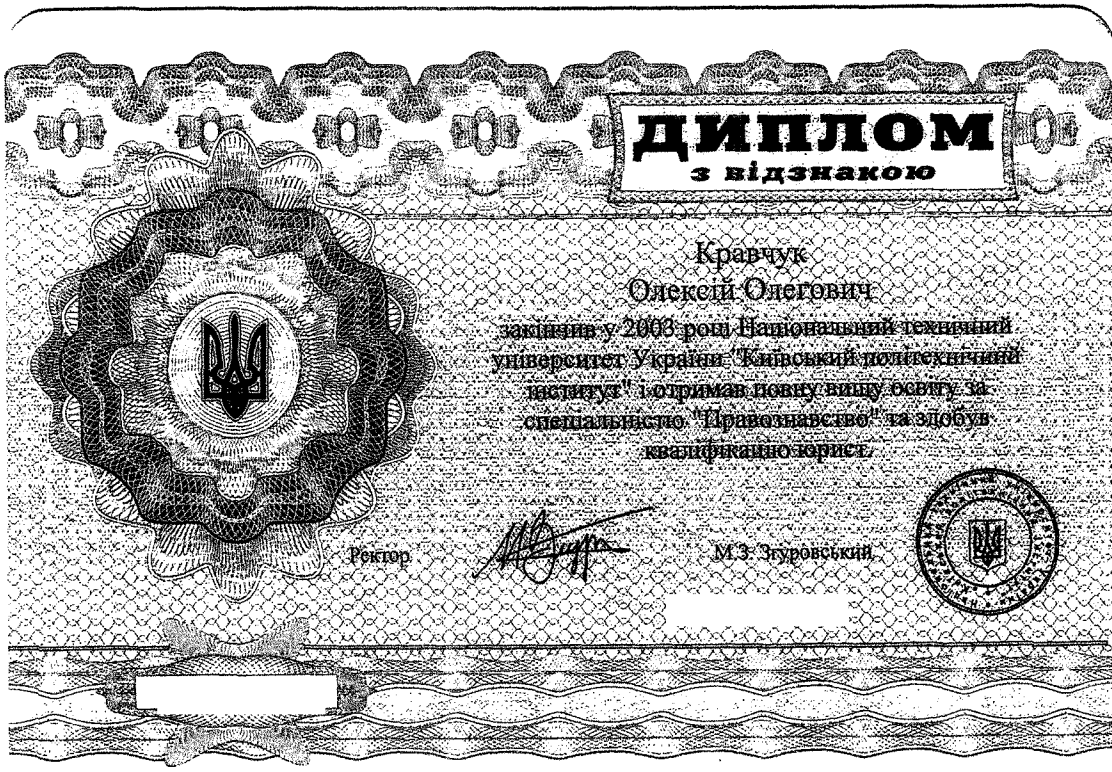 ДИПЛОМ
з відзнакою
Кравчук
Олексій Олегович
закінчив у 2003 році Національний технічний
університет України "Київський політехнічний
інститут" і отримав повну вищу освіту за
спеціальністю "Правознавство" та здобув
кваліфікацію юрист.
Ректор
М.З. Згуровський